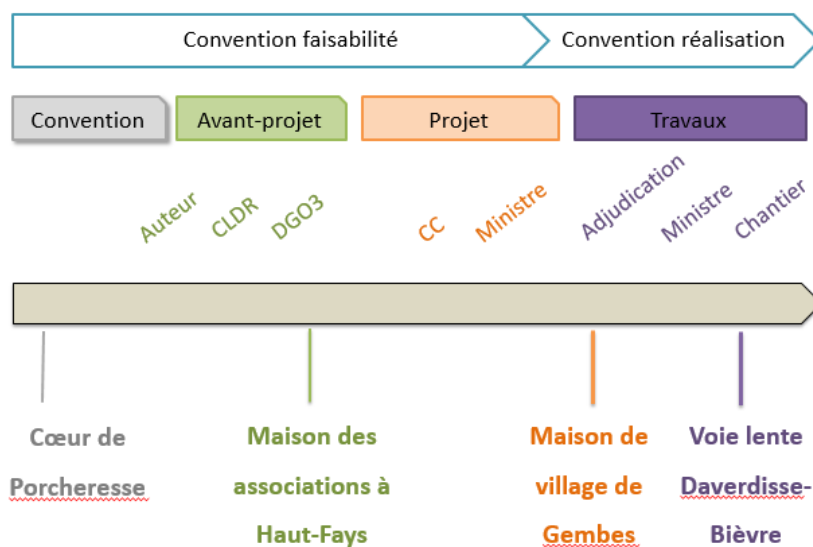 Convention faisabilité
Convention réalisation
Convention
Avant-projet
Projet
Travaux
Auteur
CLDR
DGO3
CC
Ministre
Adjudication
Ministre
Chantier
Cœur de
Porcheresse
Maison des
associations à
Haut-Fays
Maison de
village de
Gembes
Voie lente
Daverdisse-
Bièvre